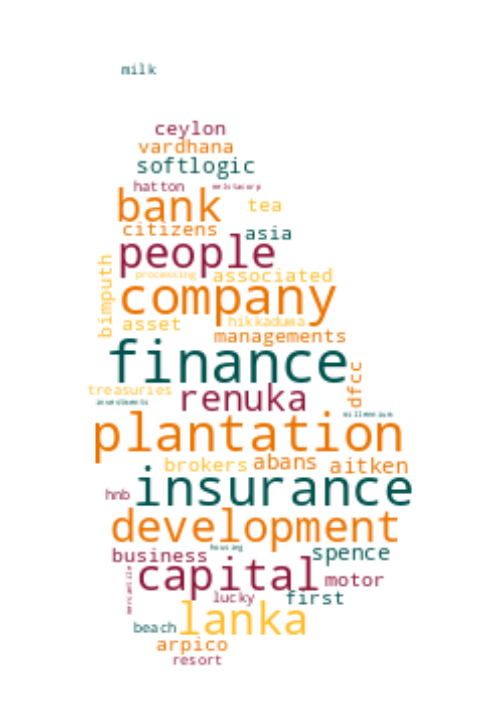 milk
ceylon
vardhana
softlogic
hatton
bank tea
citizens asia
people
processing associated
bimputh
company
asset hikkaduwa
managements
finance
treasuries dfcc
investments renuka
millennium
plantation
brokers abans aitken
hnb insurance
development
housing
business spence
mercantile capital motor
lucky first
beach lanka
arpico
resort